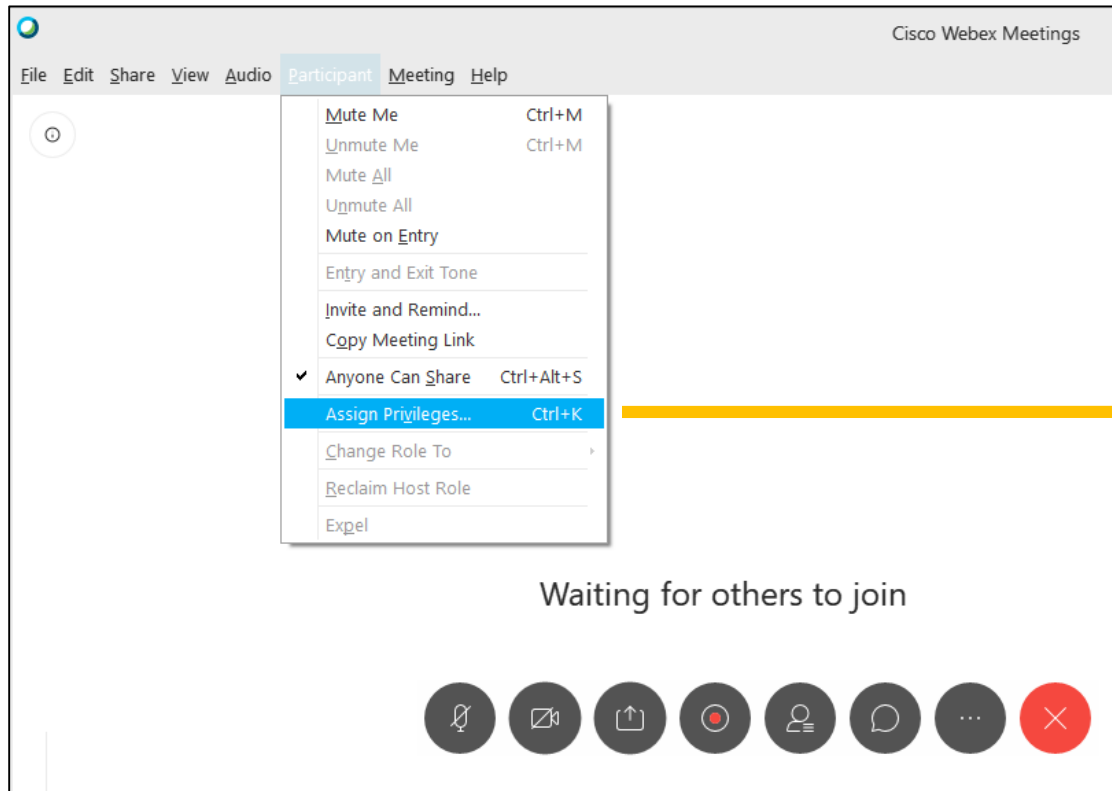 Cisco Webex Meetings
File Edit Share View Audio Participant Meeting Help
Mute Me Ctrl+M
Unmute Me Ctrl+M
Mute All
Unmute All
Mute on Entry
Entry and Exit Tone
Invite and Remind...
Copy Meeting Link
Anyone Can Share Ctrl+Alt+S
Assign Privileges... Ctrl+K
Change Role To
Reclaim Host Role
Expel
Waiting for others to join